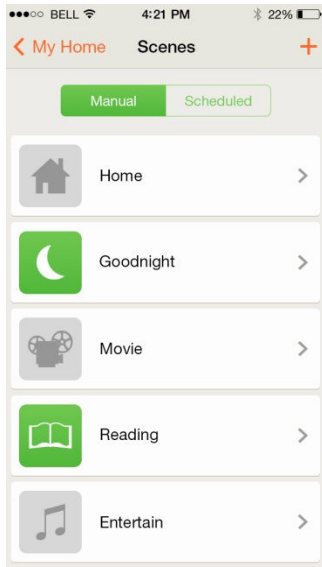 BELL 4:21 PM 22%
My Home Scenes +
Manual Scheduled
Home
Goodnight
Movie
Reading
Entertain